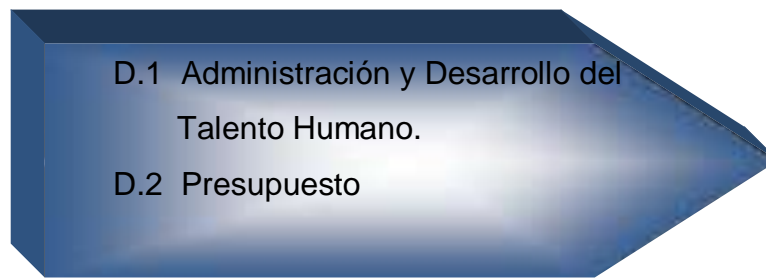 D.1 Administración y Desarrollo del
Talento Humano.
D.2 Presupuesto